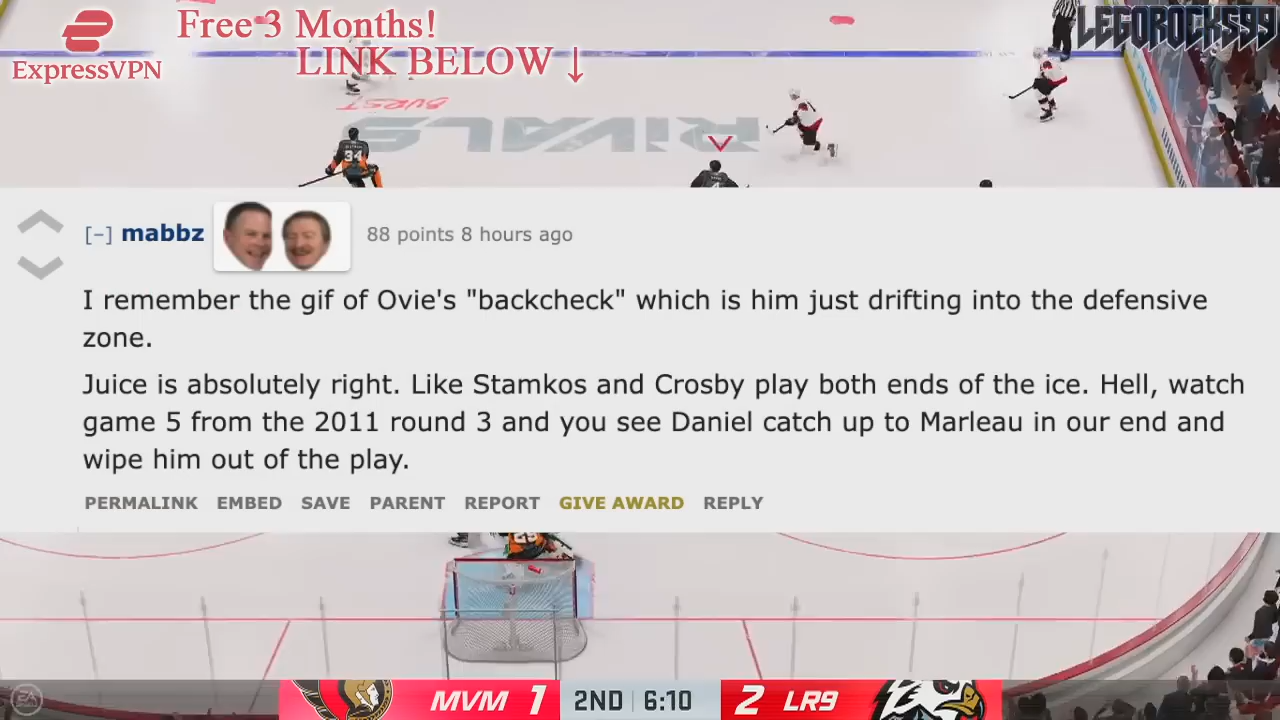 Free 3 Months!
LINK BELOW ↓
ExpressVPN
LEGOROCKS99
BURST
RIVALS
34
[–] mabbz 88 points 8 hours ago
I remember the gif of Ovie's "backcheck" which is him just drifting into the defensive
zone.
Juice is absolutely right. Like Stamkos and Crosby play both ends of the ice. Hell, watch
game 5 from the 2011 round 3 and you see Daniel catch up to Marleau in our end and
wipe him out of the play.
PERMALINK EMBED SAVE PARENT REPORT GIVE AWARD REPLY
EA
MVM 1 2ND 6:10 2 LR9